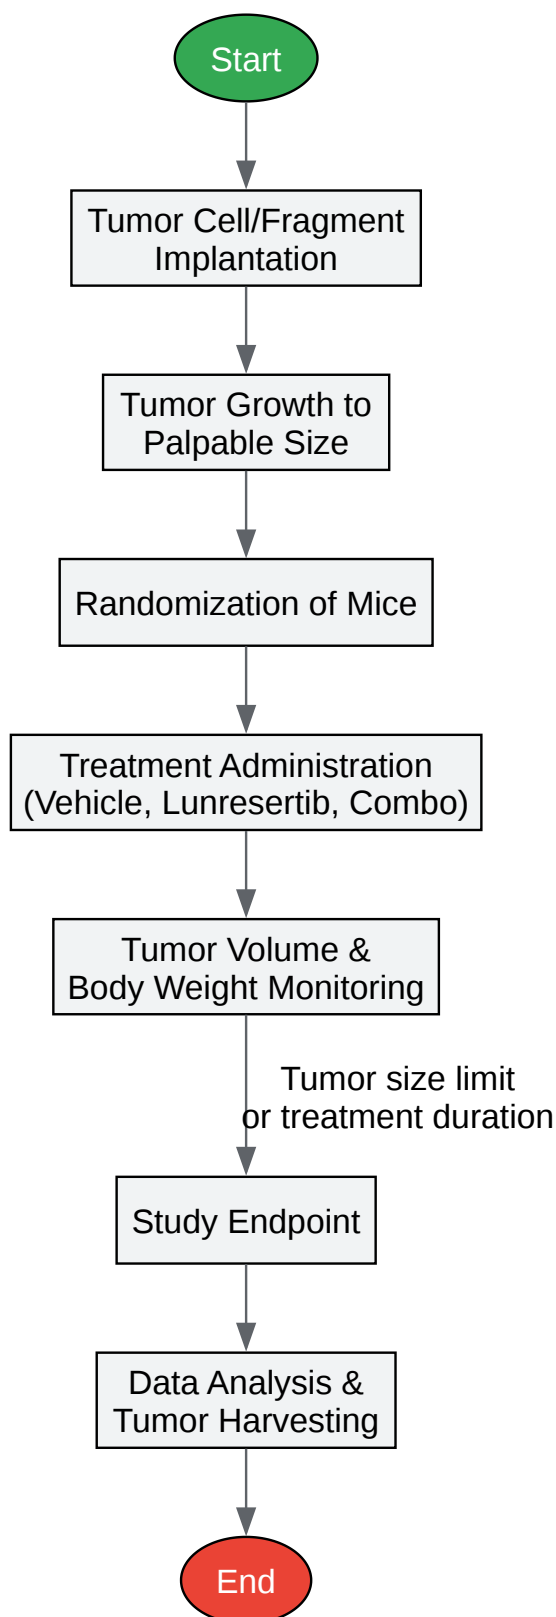 Start
Tumor Cell/Fragment
Implantation
Tumor Growth to
Palpable Size
Randomization of Mice
Treatment Administration
(Vehicle, Lunresertib, Combo)
Tumor Volume &
Body Weight Monitoring
Tumor size limit
or treatment duration
Study Endpoint
Data Analysis &
Tumor Harvesting
End